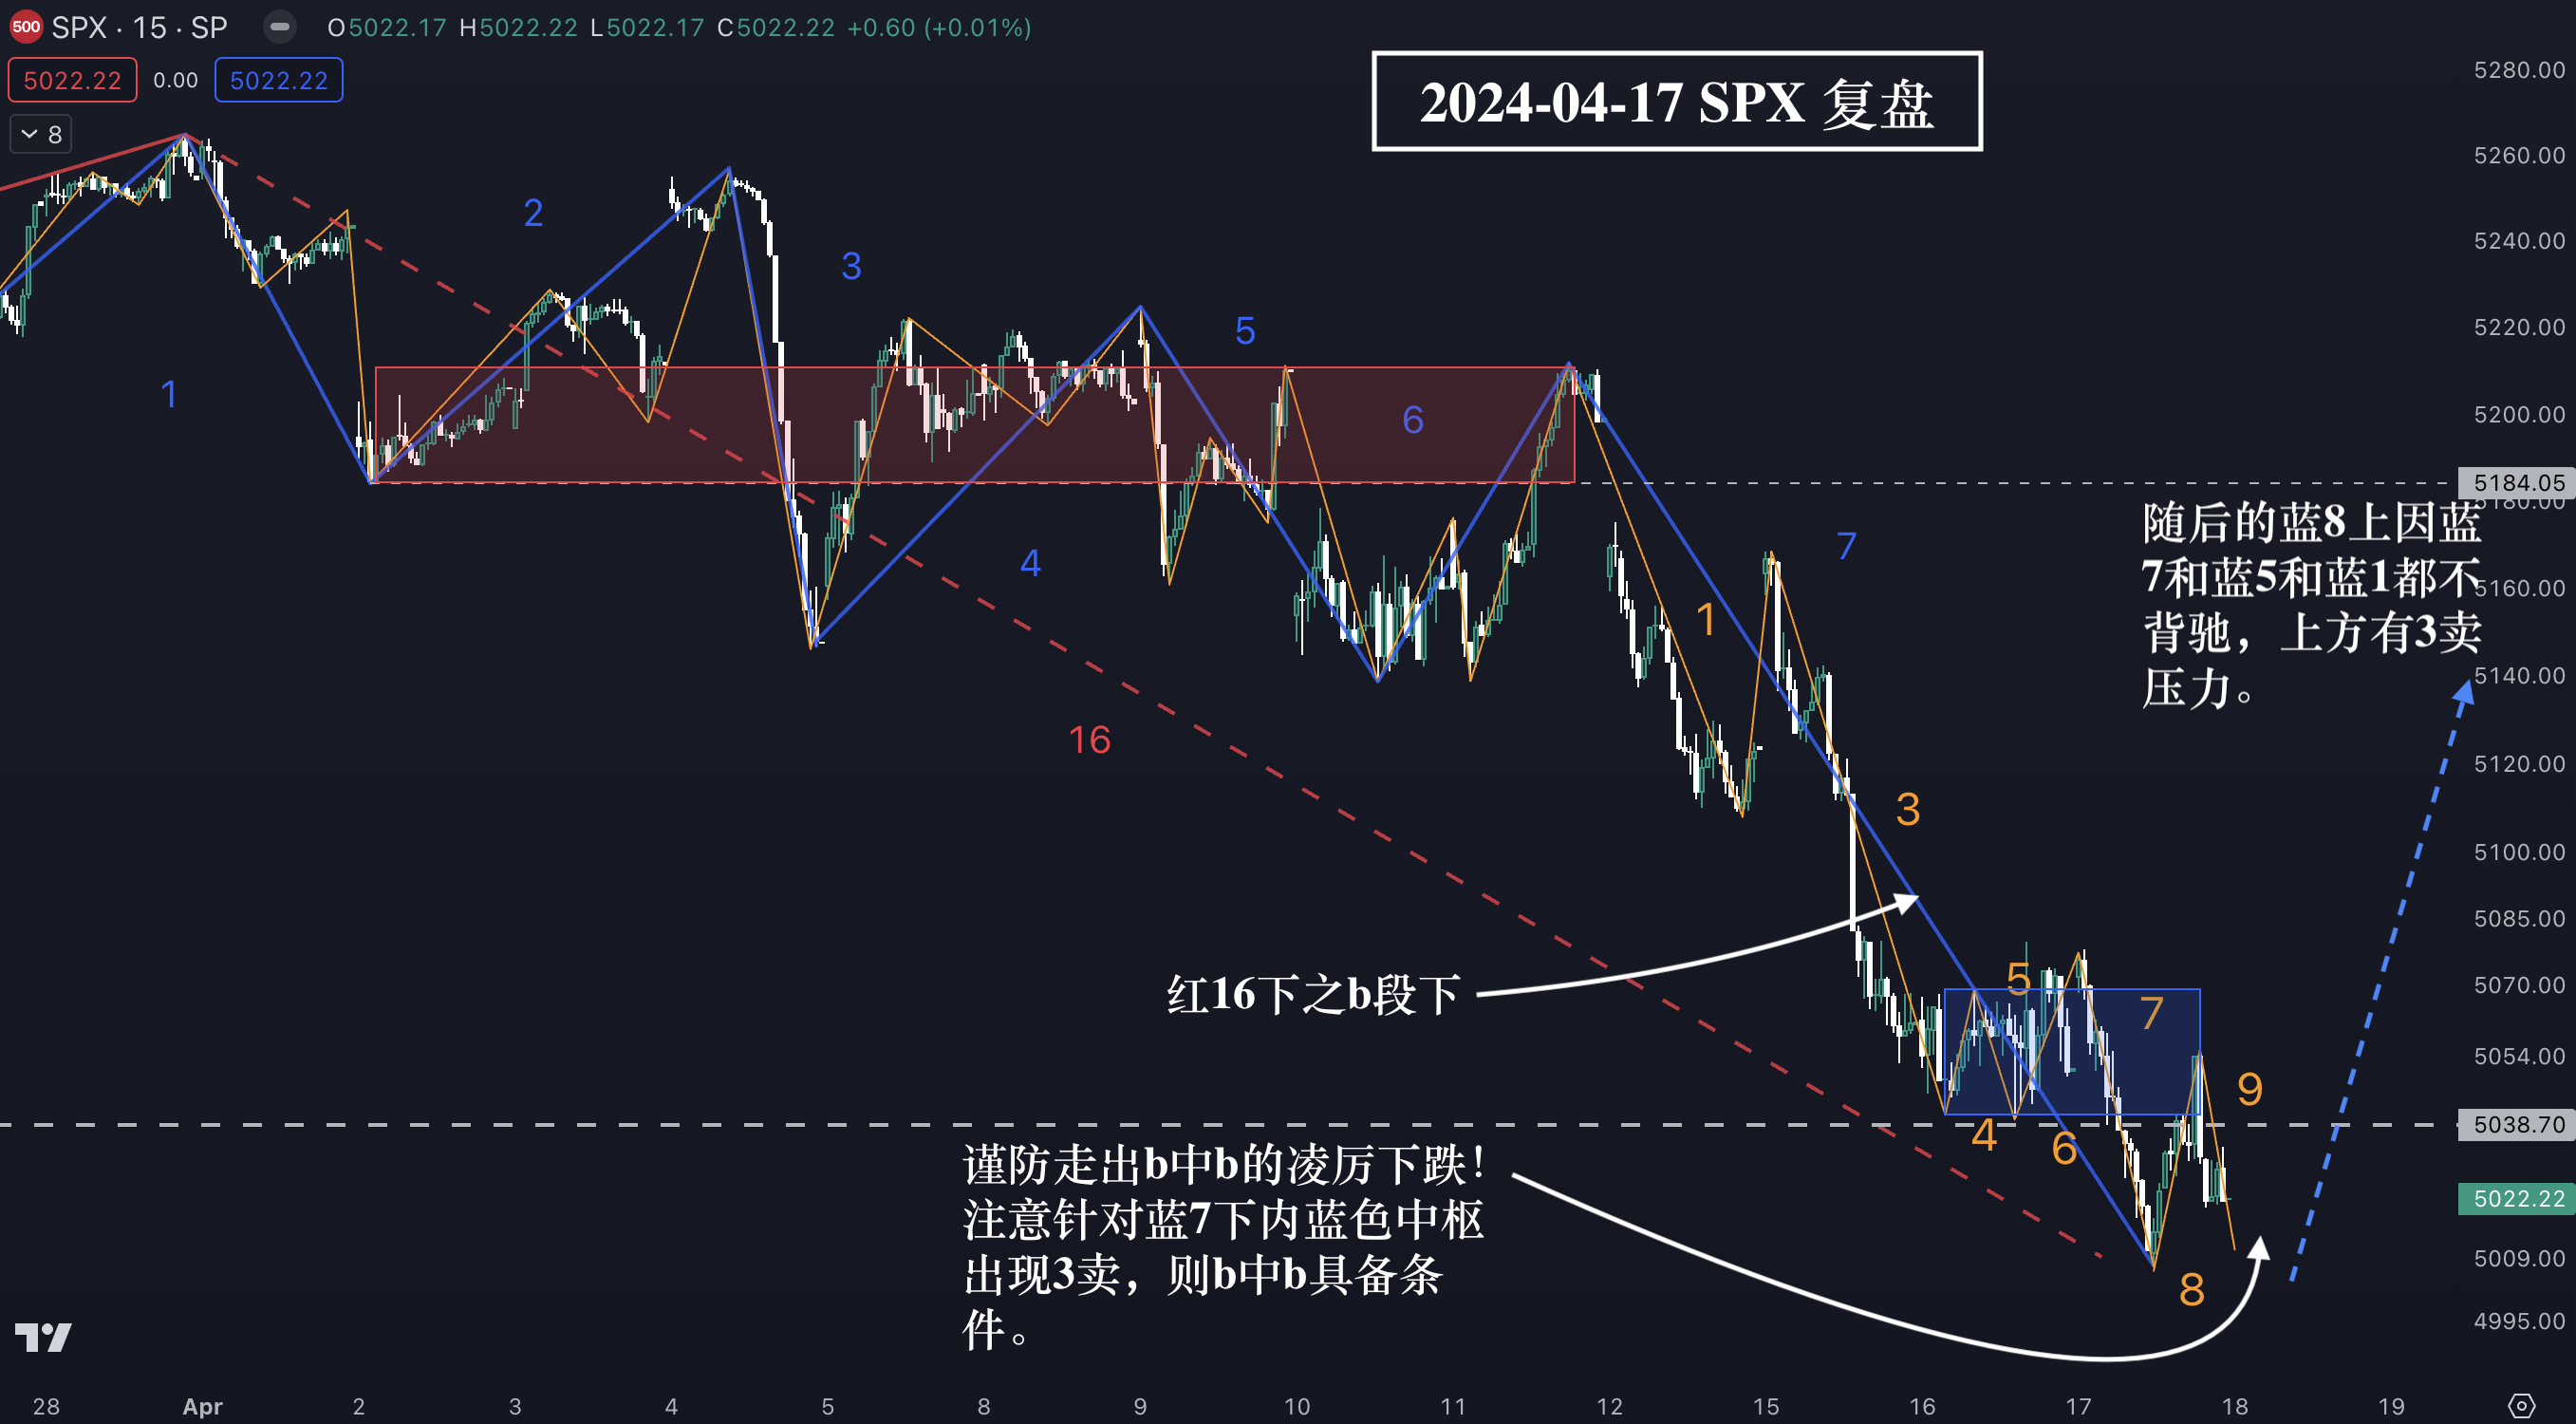 500 SPX · 15 · SP O5022.17 H5022.22 L5022.17 C5022.22 +0.60 (+0.01%)
5022.22 0.00 5022.22
8
2024-04-17 SPX 复盘
5280.00
5260.00
5240.00
5220.00
5200.00
5184.05
5180.00
5160.00
5140.00
5120.00
5100.00
5085.00
5070.00
5054.00
5038.70
5022.22
5009.00
4995.00
1
2
3
4
5
6
7
16
随后的蓝8上因蓝
7和蓝5和蓝1都不
背驰，上方有3卖
压力。
1
3
5
7
4
6
9
8
红16下之b段下
谨防走出b中b的凌厉下跌！
注意针对蓝7下内蓝色中枢
出现3卖，则b中b具备条
件。
28 Apr 2 3 4 5 8 9 10 11 12 15 16 17 18 19